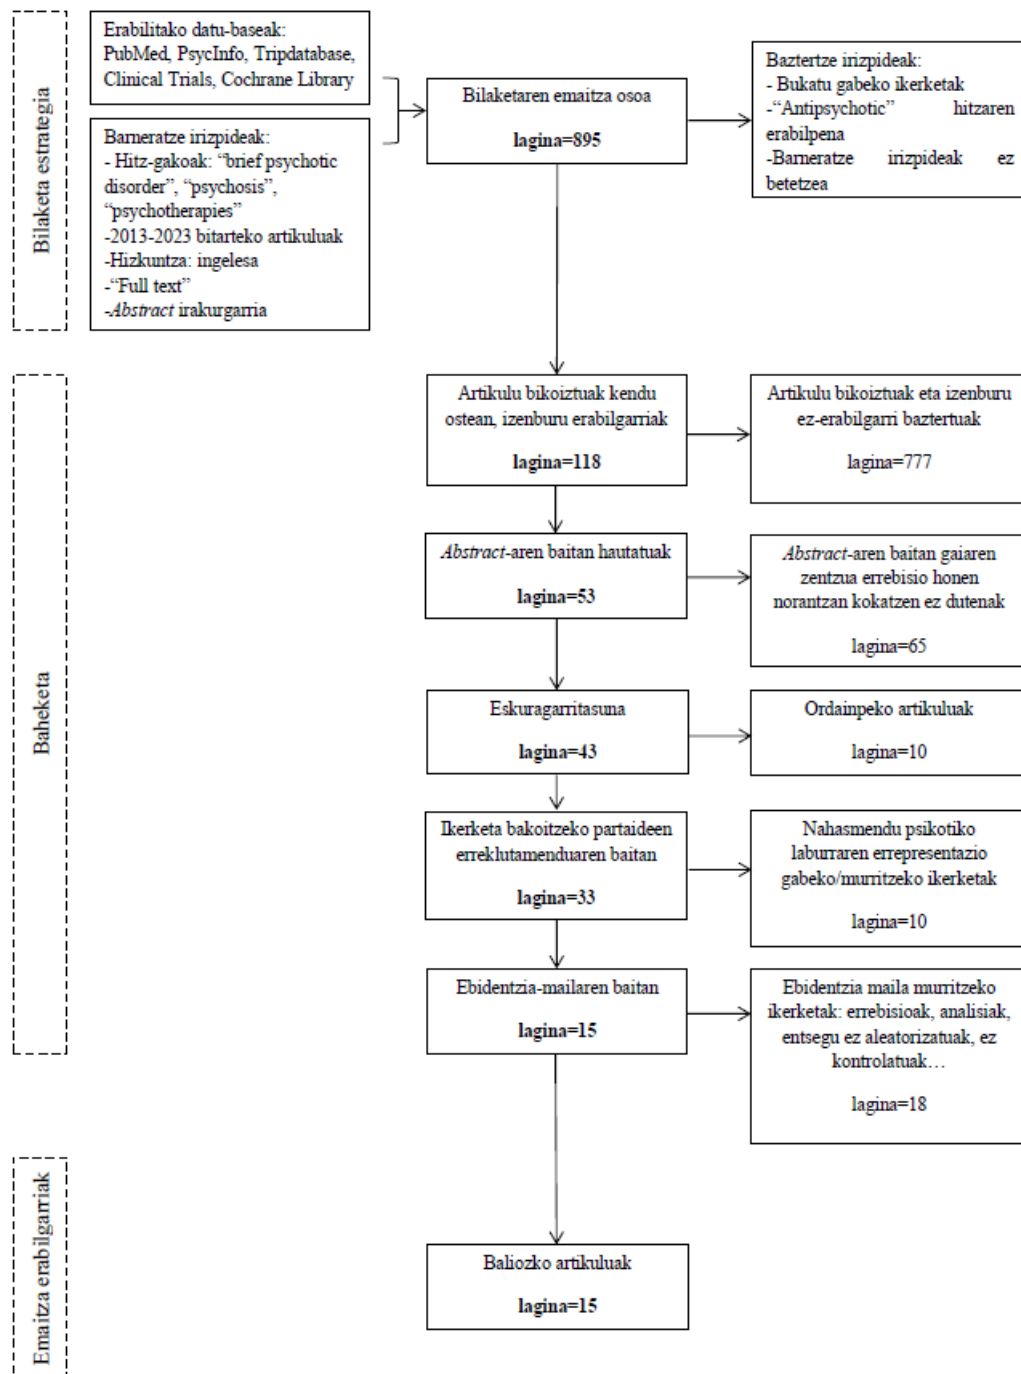 Bilaketa estrategia
Erabilitako datu-baseak:
PubMed, PsycInfo, Tripdatabase,
Clinical Trials, Cochrane Library
Barneratze irizpideak:
- Hitz-gakoak: “brief psychotic
disorder”, “psychosis”,
“psychotherapies”
-2013-2023 bitarteko artikuluak
-Hizkuntza: ingelesa
-“Full text”
-Abstract irakurgarria
Bilaketaren emaitza osoa
lagina=895
Baztertze irizpideak:
- Bukatu gabeko ikerketak
-“Antipsychotic” hitzaren
erabilpena
-Barneratze irizpideak ez
betetzea
Baheketa
Artikulu bikoiztuak kendu
ostean, izenburu erabilgarriak
lagina=118
Artikulu bikoiztuak eta izenburu
ez-erabilgarri baztertuak
lagina=777
Abstract-aren baitan hautatuak
lagina=53
Abstract-aren baitan gaiaren
zentzua errebisio honen
norantzan kokatzen ez dutenak
lagina=65
Eskuragarritasuna
lagina=43
Ordainpeko artikuluak
lagina=10
Ikerketa bakoitzeko partaideen
erreklutamenduaren baitan
lagina=33
Nahasmendu psikotiko
laburraren errepresentazio
gabeko/murritzeko ikerketak
lagina=10
Ebidentzia-mailaren baitan
lagina=15
Ebidentzia maila murritzeko
ikerketak: errebisioak, analisiak,
entsegu ez aleatorizatuak, ez
kontrolatuak…
lagina=18
Emaitza erabilgarriak
Baliozko artikuluak
lagina=15